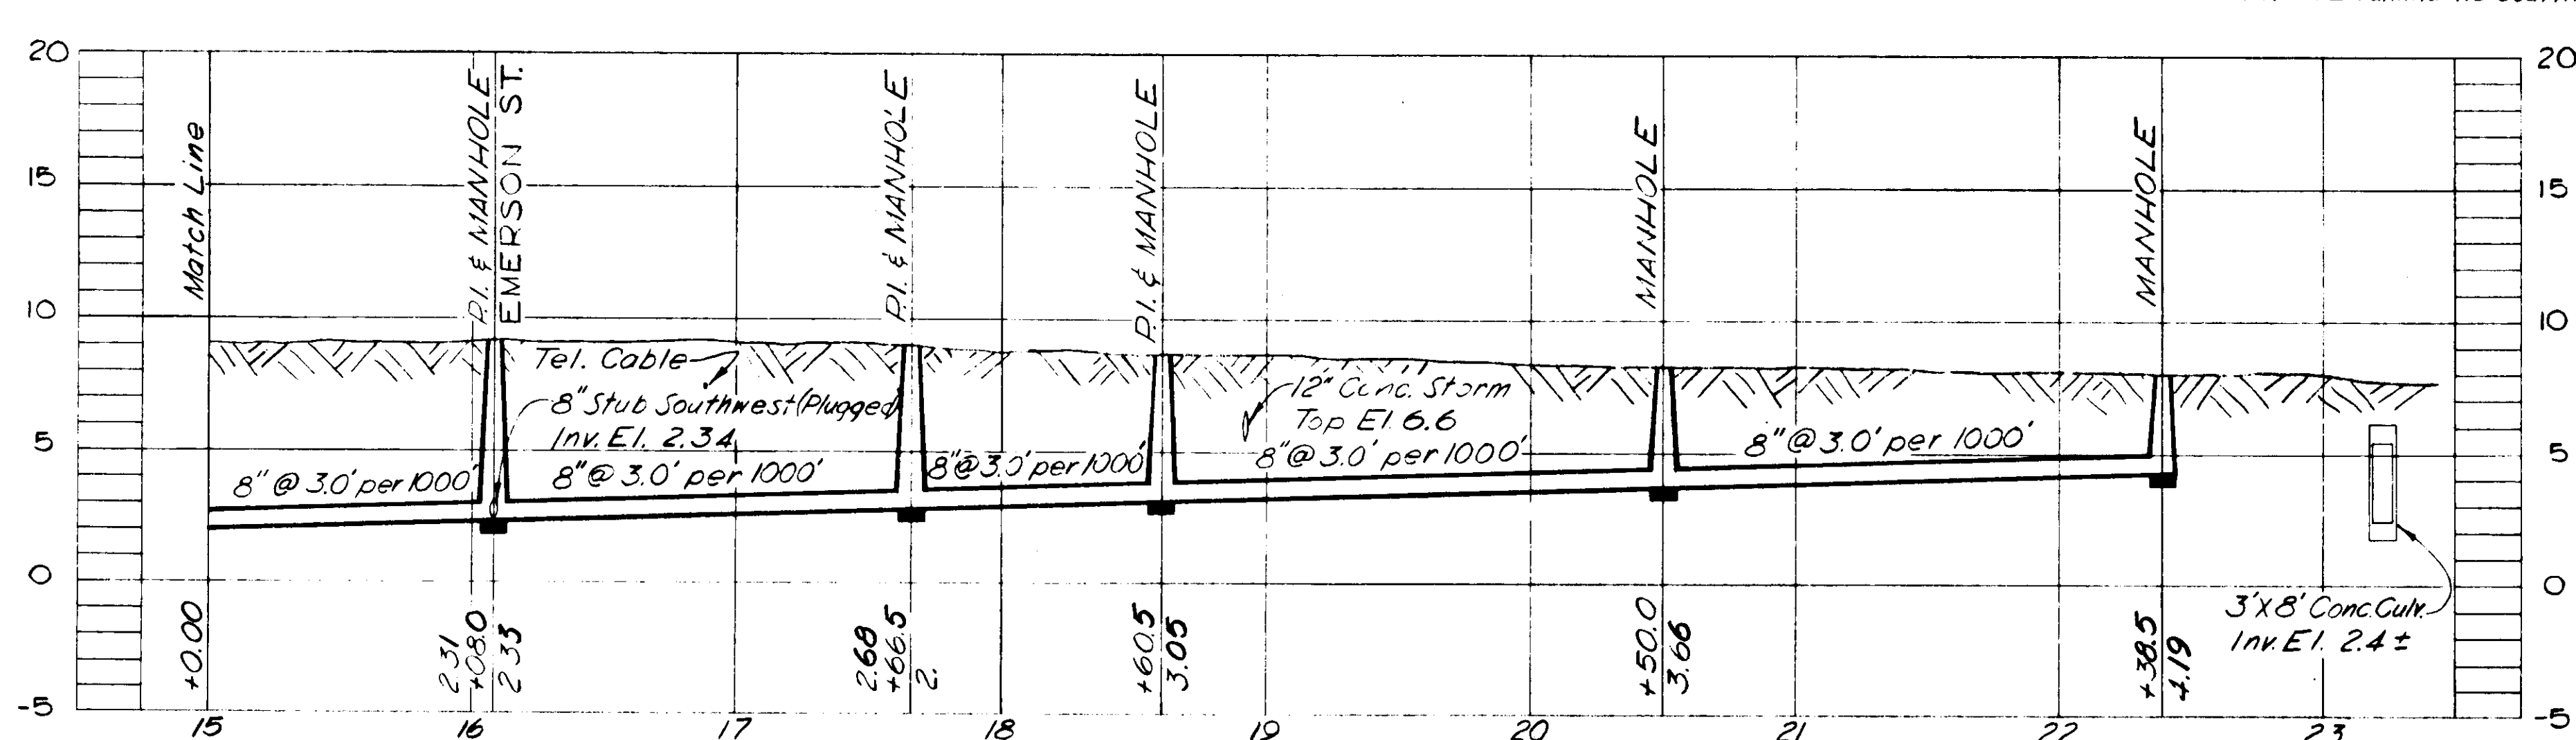 20
15
10
5
0
-5
Match Line
P.I. & MANHOLE
EMERSON ST.
P.I. & MANHOLE
P.I. & MANHOLE
MANHOLE
MANHOLE
20
15
10
5
0
-5
Tel. Cable
8" Stub Southwest (Plugged)
Inv. El. 2.34
12" Conc. Storm
Top El. 6.6
8" @ 3.0' per 1000'
8" @ 3.0' per 1000'
8" @ 3.0' per 1000'
8" @ 3.0' per 1000'
8" @ 3.0' per 1000'
3'X8' Conc. Culv.
Inv. El. 2.4 ±
+0.00
2.31
+08.0
2.33
2.68
+66.5
2.
+60.5
3.05
+50.0
3.66
+38.5
4.19
15
16
17
18
19
20
21
22
23